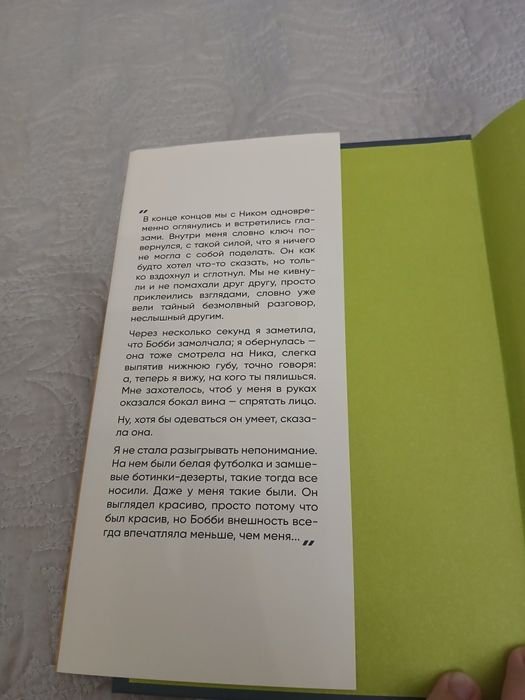 "
В конце концов мы с Ником одновре-
менно оглянулись и встретились гла-
зами. Внутри меня словно ключ по-
вернулся, с такой силой, что я ничего
не могла с собой поделать. Он как
будто хотел что-то сказать, но толь-
ко вздохнул и сглотнул. Мы не кивну-
ли и не помахали друг другу, просто
приклеились взглядами, словно уже
вели тайный безмолвный разговор,
неслышный другим.
Через несколько секунд я заметила,
что Бобби замолчала; я обернулась —
она тоже смотрела на Ника, слегка
выпятив нижнюю губу, точно говоря:
а, теперь я вижу, на кого ты пялишься.
Мне захотелось, чтоб у меня в руках
оказался бокал вина — спрятать лицо.
Ну, хотя бы одеваться он умеет, сказа-
ла она.
Я не стала разыгрывать непонимание.
На нем были белая футболка и замше-
вые ботинки-дезерты, такие тогда все
носили. Даже у меня такие были. Он
выглядел красиво, просто потому что
был красив, но Бобби внешность все-
гда впечатляла меньше, чем меня... "